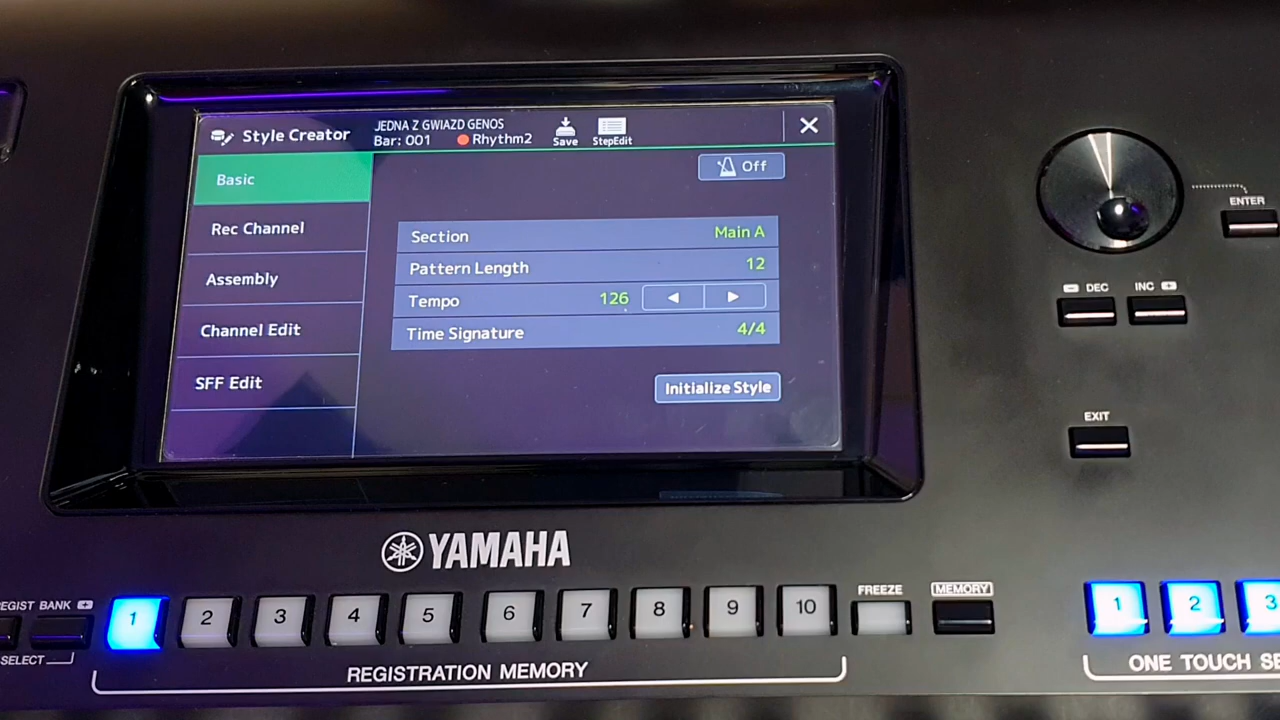 Style Creator
JEDNA Z GWIAZD GENOS
Bar: 001 Rhythm2
Save
StepEdit
Basic
Off
Rec Channel
Assembly
Channel Edit
SFF Edit
Section Main A
Pattern Length 12
Tempo 126
Time Signature 4/4
Initialize Style
ENTER
DEC
INC
EXIT
YAMAHA
EGIST BANK
SELECT
1 2 3 4 5 6 7 8 9 10
FREEZE
MEMORY
REGISTRATION MEMORY
1 2 3
ONE TOUCH SE